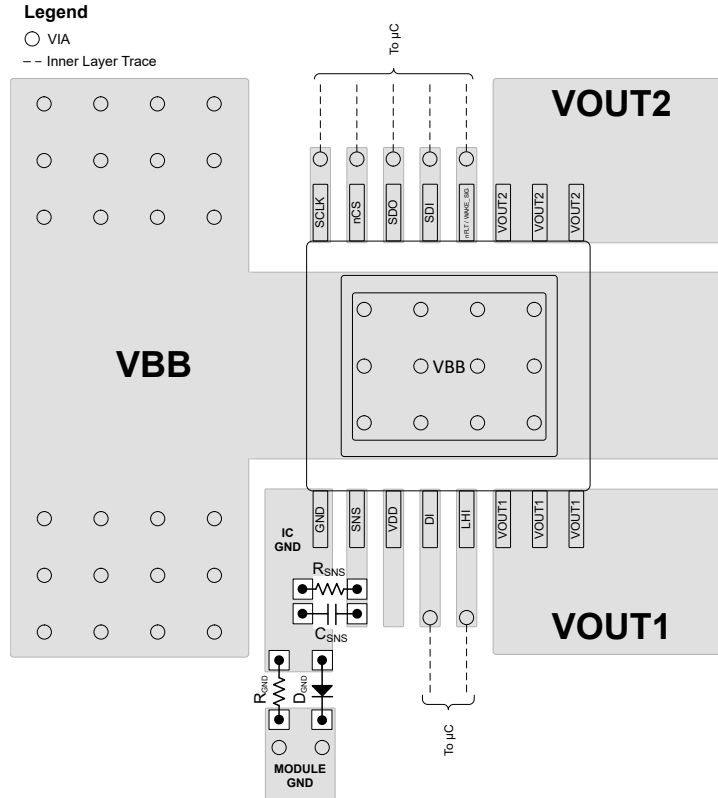 Legend
VIA
Inner Layer Trace
To µC
VOUT2
SCLK
nCS
SDO
SDI
nFLT / WAKE_SIG
VOUT2
VOUT2
VOUT2
VBB
VBB
GND
SNS
VDD
DI
LHI
VOUT1
VOUT1
VOUT1
IC
GND
RSNS
CSNS
VOUT1
RGND
DGND
To µC
MODULE
GND